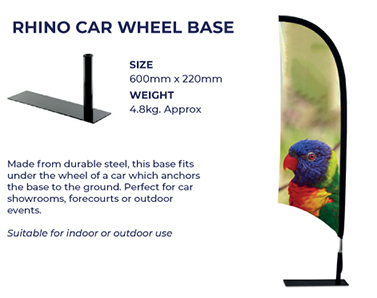 RHINO CAR WHEEL BASE
SIZE
600mm x 220mm
WEIGHT
4.8kg. Approx
Made from durable steel, this base fits
under the wheel of a car which anchors
the base to the ground. Perfect for car
showrooms, forecourts or outdoor
events.
Suitable for indoor or outdoor use